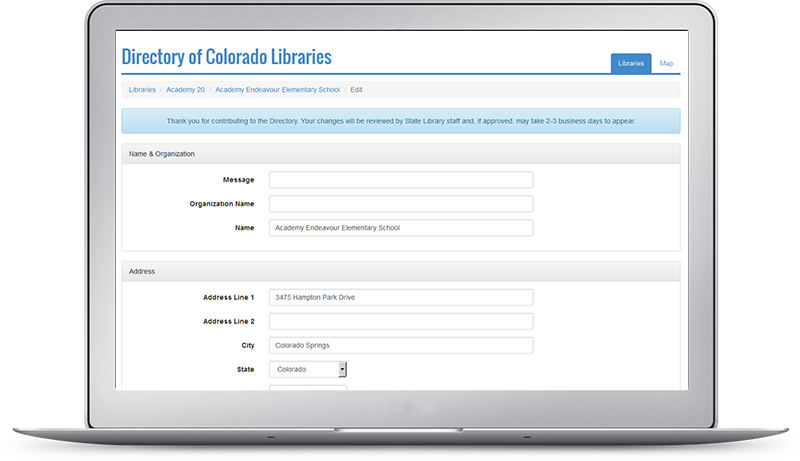 Directory of Colorado Libraries
Libraries Map
Libraries / Academy 20 / Academy Endeavour Elementary School / Edit
Thank you for contributing to the Directory. Your changes will be reviewed by State Library staff and, if approved, may take 2-3 business days to appear.
Name & Organization
Message
Organization Name
Name Academy Endeavour Elementary School
Address
Address Line 1 3475 Hampton Park Drive
Address Line 2
City Colorado Springs
State Colorado